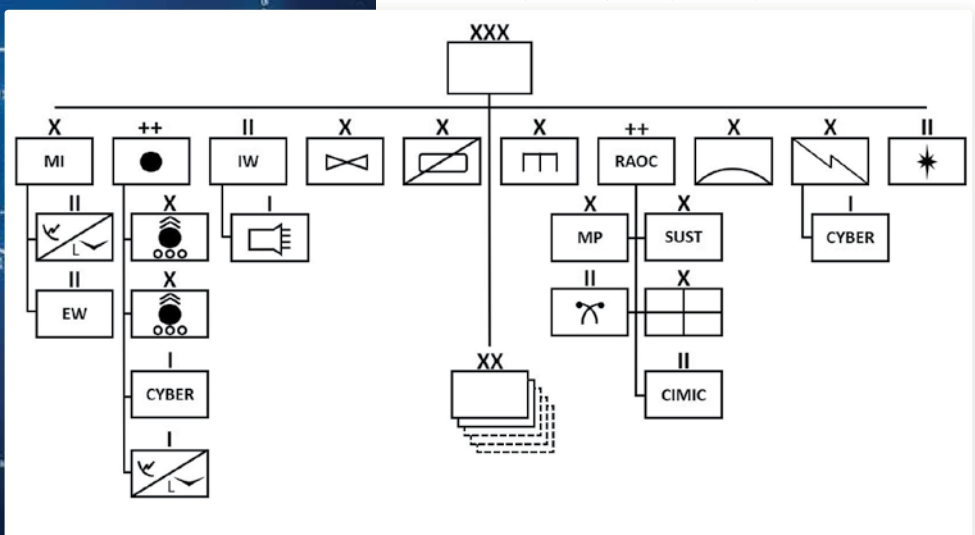 XXX
X ++ II X X X ++ X X II
MI IW RAOC
II X I X X I
L MP SUST CYBER
II X II X
EW
I XX II
CYBER CIMIC
I
L